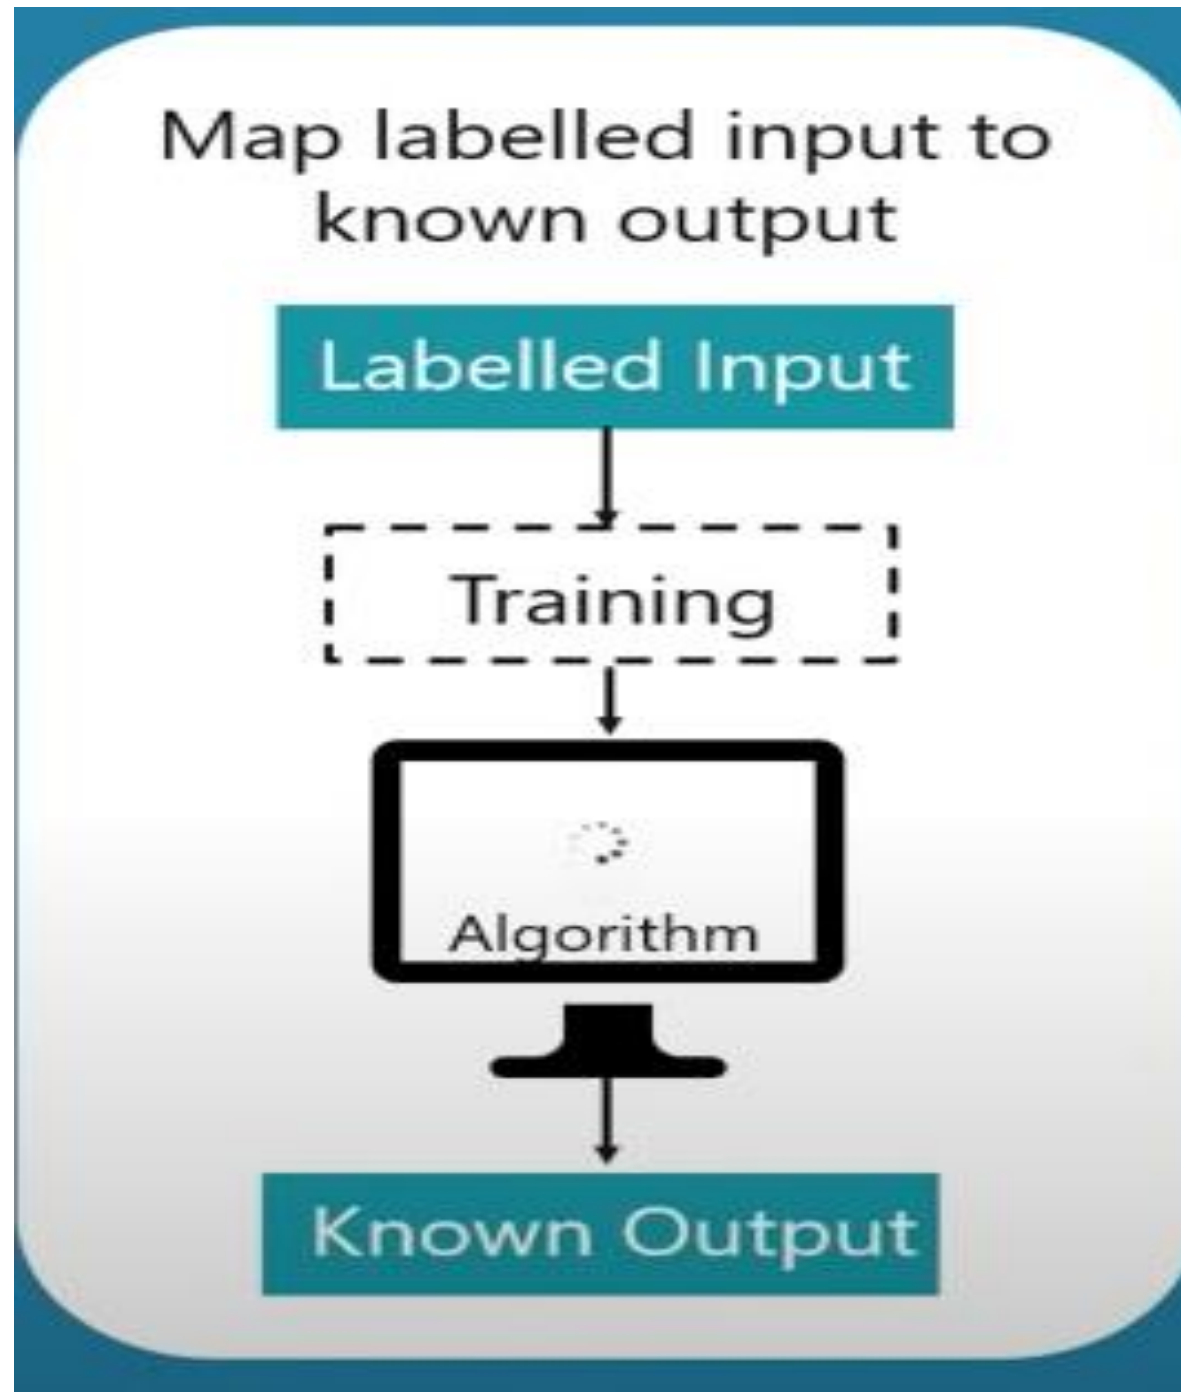 Map labelled input to
known output
Labelled Input
Training
Algorithm
Known Output